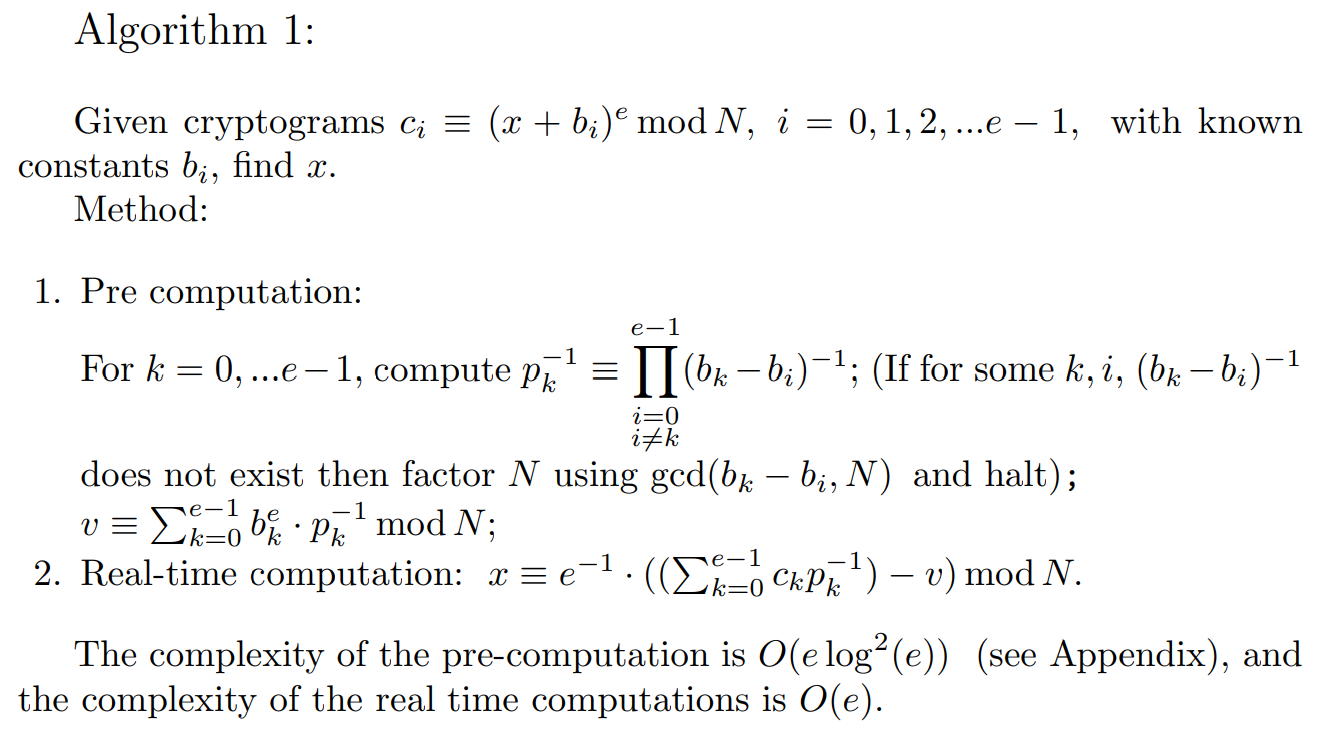 Algorithm 1:
Given cryptograms $c_i \equiv (x + b_i)^e \bmod N,\ i = 0, 1, 2, ...e - 1,$ with known
constants $b_i$, find $x$.
Method:
1. Pre computation:
For $k = 0, ...e - 1$, compute $p_k^{-1} \equiv \prod_{\substack{i=0 \\ i \neq k}}^{e-1} (b_k - b_i)^{-1}$; (If for some $k, i$, $(b_k - b_i)^{-1}$
does not exist then factor $N$ using $\gcd(b_k - b_i, N)$ and halt);
$v \equiv \sum_{k=0}^{e-1} b_k^e \cdot p_k^{-1} \bmod N$;
2. Real-time computation: $x \equiv e^{-1} \cdot ((\sum_{k=0}^{e-1} c_k p_k^{-1}) - v) \bmod N.$
The complexity of the pre-computation is $O(e \log^2(e))$ (see Appendix), and
the complexity of the real time computations is $O(e)$.